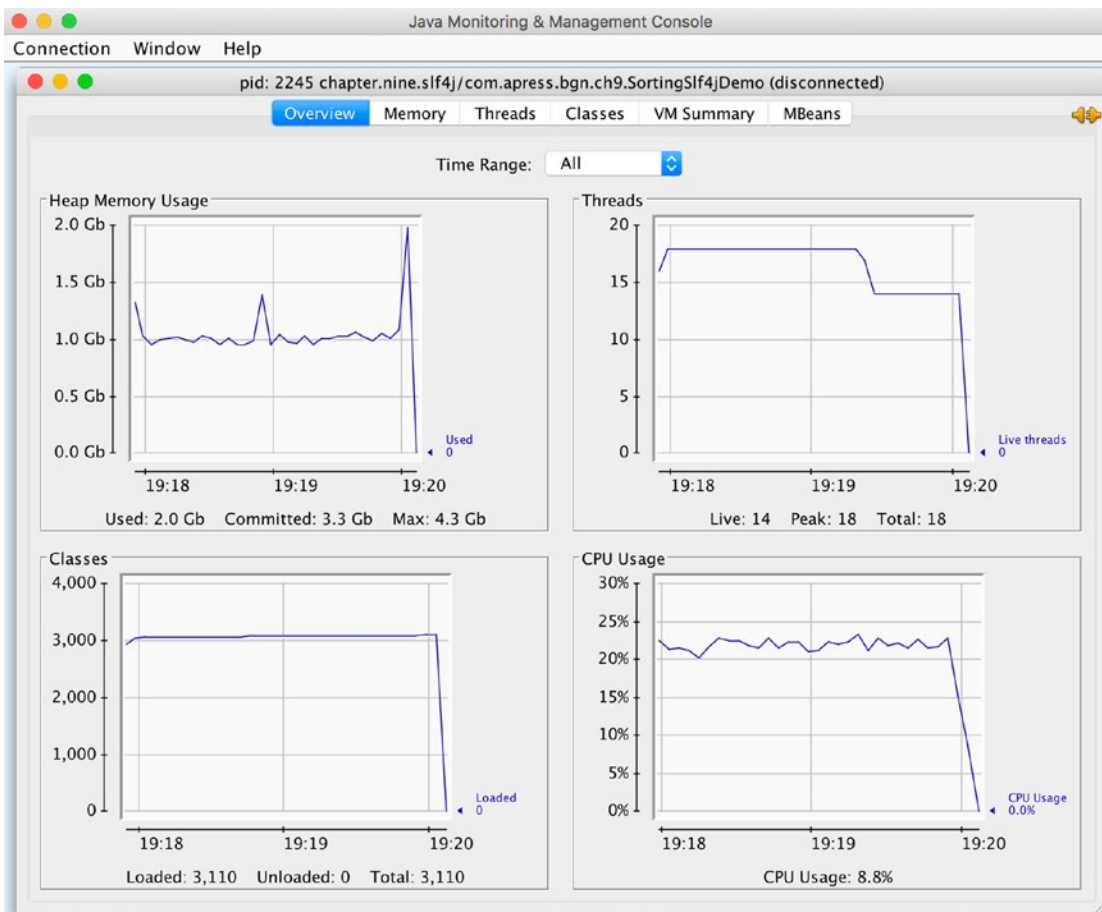 Java Monitoring & Management Console
Connection Window Help
pid: 2245 chapter.nine.slf4j/com.apress.bgn.ch9.SortingSlf4jDemo (disconnected)
Overview Memory Threads Classes VM Summary MBeans
Time Range: All
Heap Memory Usage
2.0 Gb
1.5 Gb
1.0 Gb
0.5 Gb
0.0 Gb
Used
0
19:18 19:19 19:20
Used: 2.0 Gb Committed: 3.3 Gb Max: 4.3 Gb
Threads
20
15
10
5
0
Live threads
0
19:18 19:19 19:20
Live: 14 Peak: 18 Total: 18
Classes
4,000
3,000
2,000
1,000
0
Loaded
0
19:18 19:19 19:20
Loaded: 3,110 Unloaded: 0 Total: 3,110
CPU Usage
30%
25%
20%
15%
10%
5%
0%
CPU Usage
0.0%
19:18 19:19 19:20
CPU Usage: 8.8%